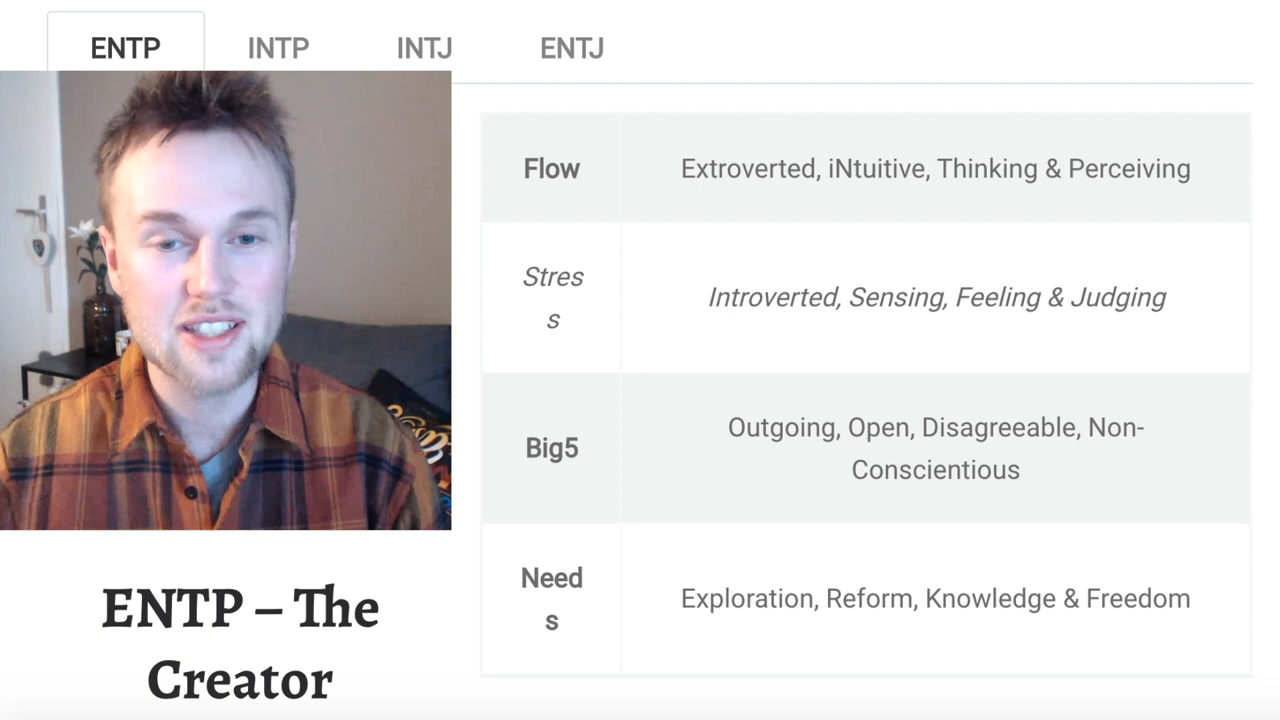 ENTP INTP INTJ ENTJ
Flow Extroverted, iNtuitive, Thinking & Perceiving
Stres
s
Introverted, Sensing, Feeling & Judging
Big5
Outgoing, Open, Disagreeable, Non-
Conscientious
Need
s
Exploration, Reform, Knowledge & Freedom
ENTP – The
Creator